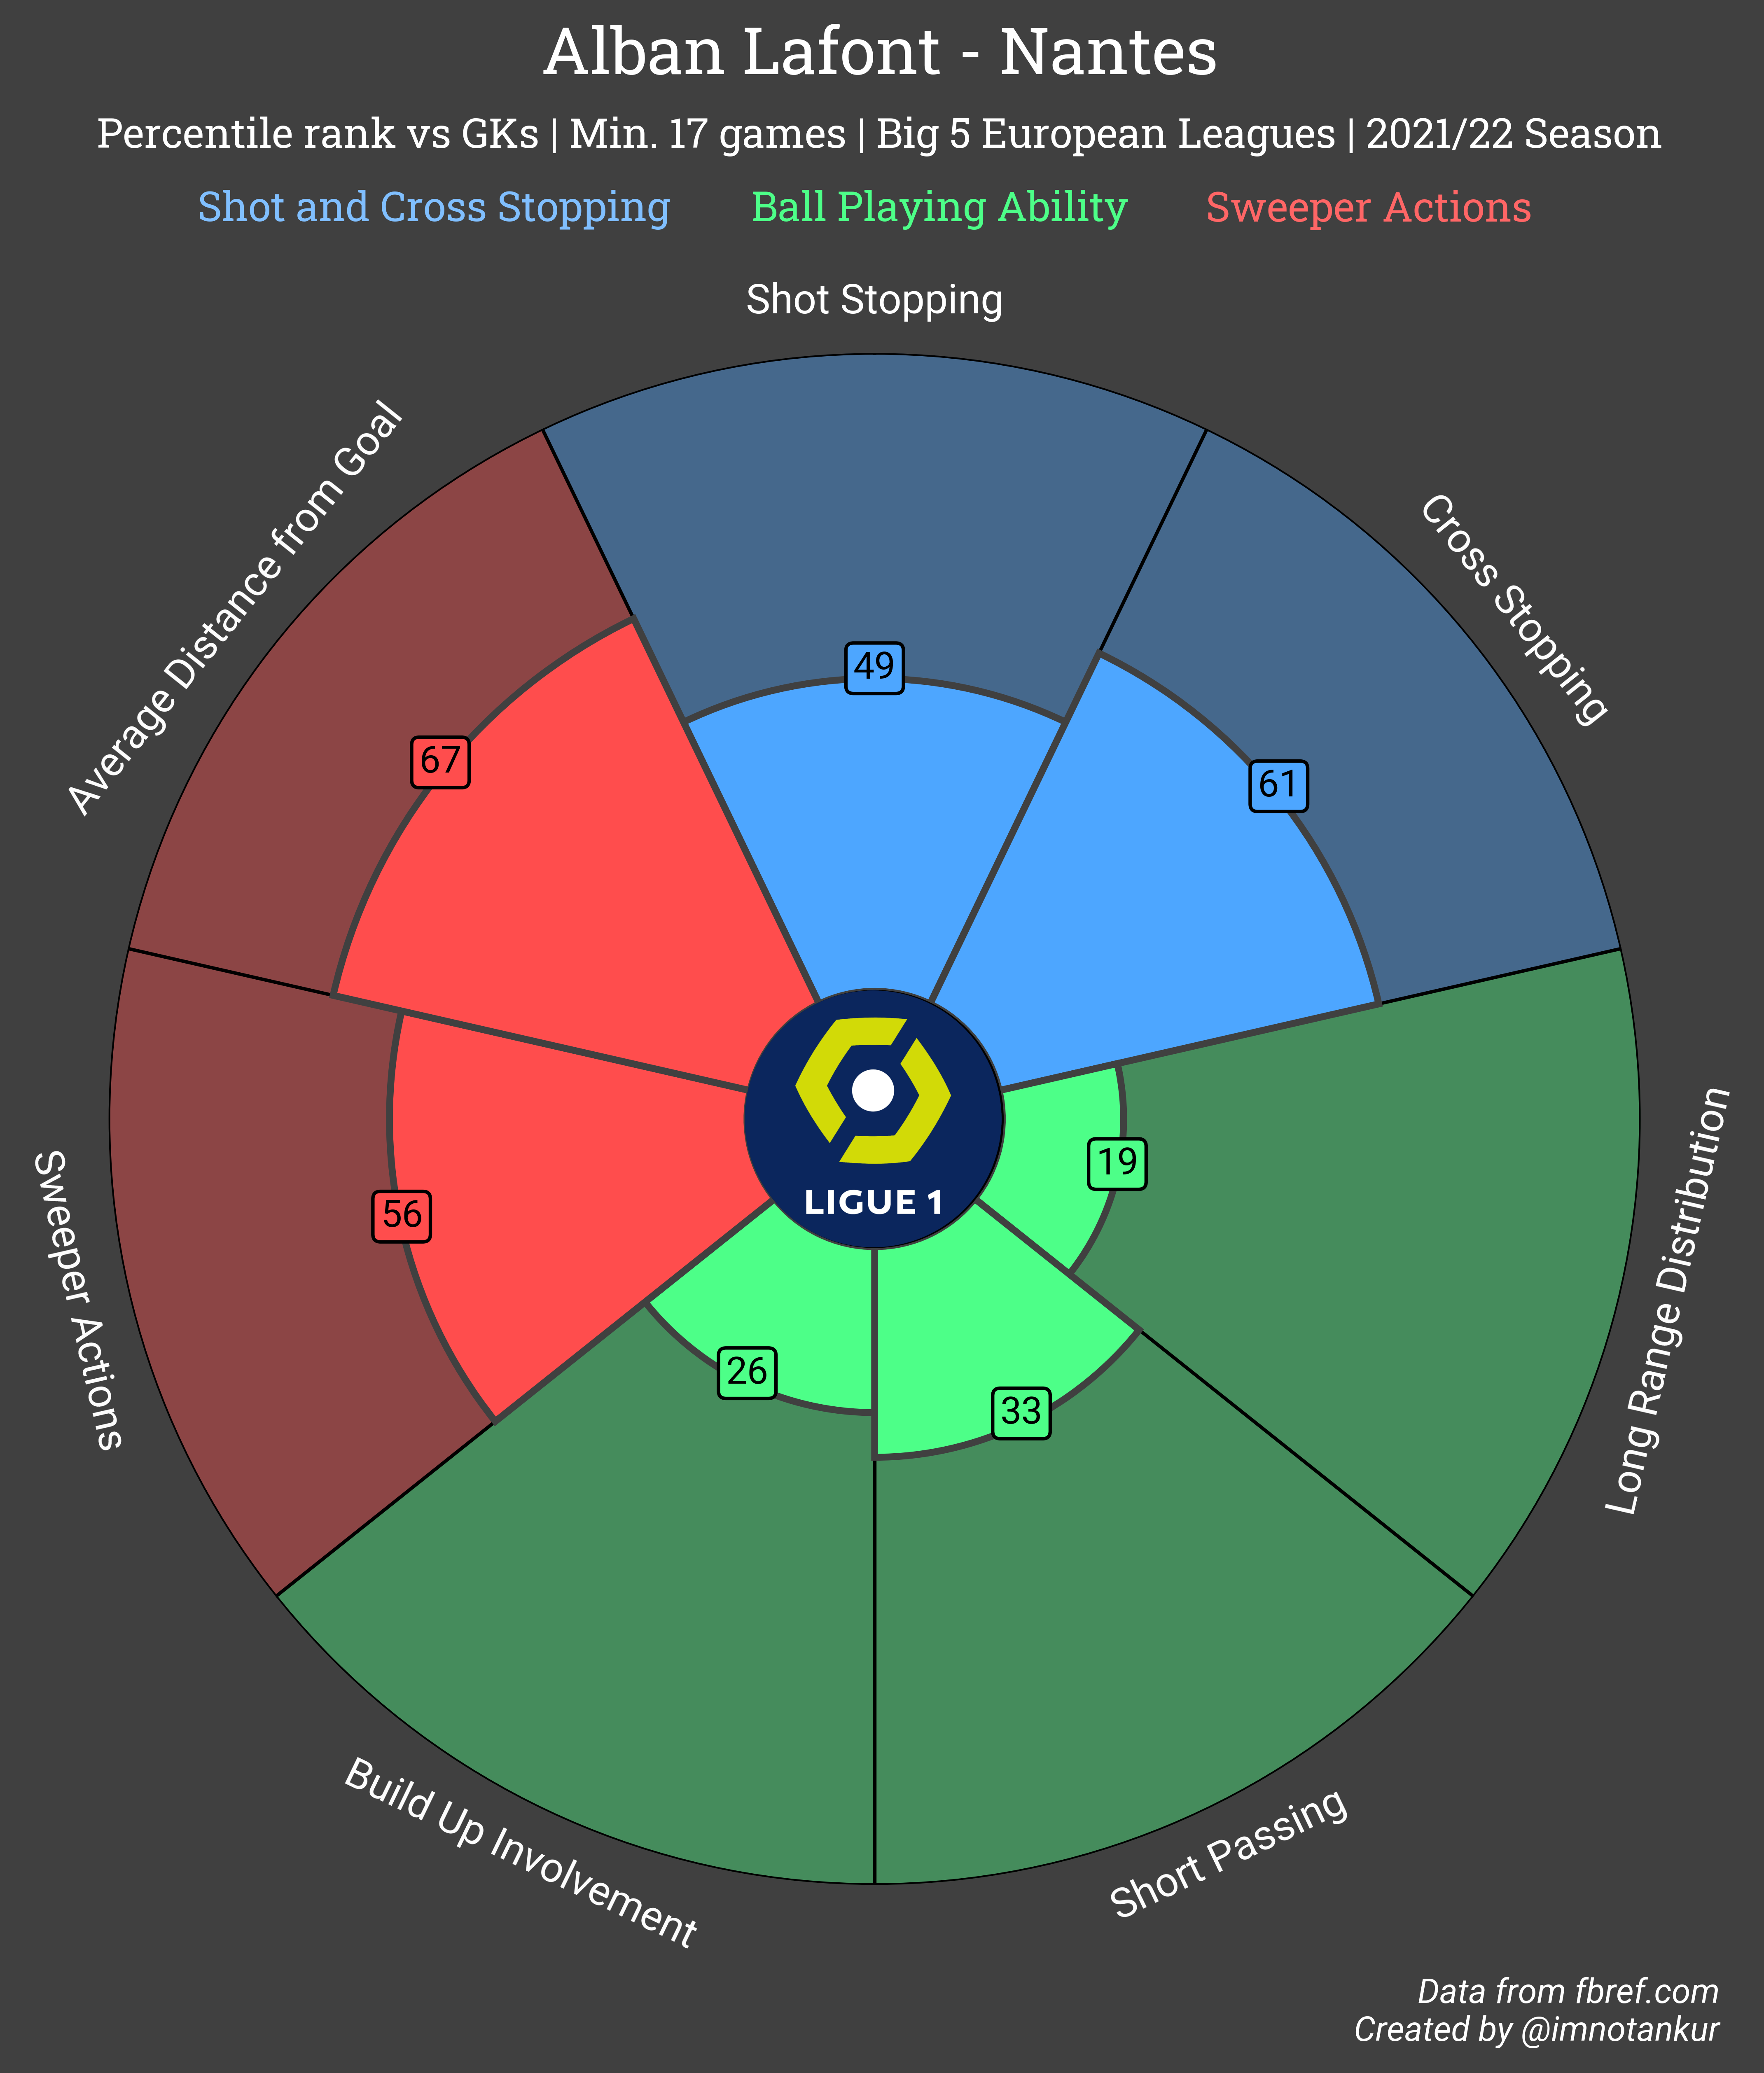 Alban Lafont - Nantes
Percentile rank vs GKs | Min. 17 games | Big 5 European Leagues | 2021/22 Season
Shot and Cross Stopping Ball Playing Ability Sweeper Actions
Shot Stopping
Average Distance from Goal
Cross Stopping
49
67
61
LIGUE 1
19
56
26
33
Sweeper Actions
Long Range Distribution
Build Up Involvement
Short Passing
Data from fbref.com
Created by @imnotankur